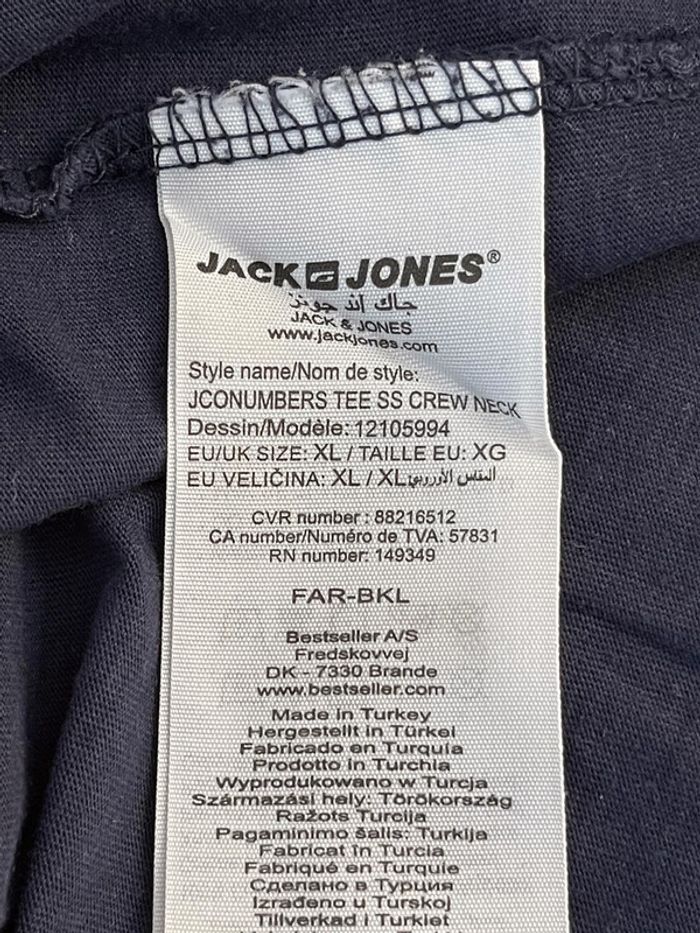 JACK & JONES®
جاك اند جونز
JACK & JONES
www.jackjones.com
Style name/Nom de style:
JCONUMBERS TEE SS CREW NECK
Dessin/Modèle: 12105994
EU/UK SIZE: XL / TAILLE EU: XG
EU VELIČINA: XL / XL المقاس الأوروبي
CVR number : 88216512
CA number/Numéro de TVA: 57831
RN number: 149349
FAR-BKL
Bestseller A/S
Fredskovvej
DK - 7330 Brande
www.bestseller.com
Made in Turkey
Hergestellt in Türkei
Fabricado en Turquía
Prodotto in Turchia
Wyprodukowano w Turcja
Származási hely: Törökország
Ražots Turcija
Pagaminimo šalis: Turkija
Fabricat în Turcia
Fabriqué en Turquie
Сделано в Турция
Izrađeno u Turskoj
Tillverkad i Turkiet